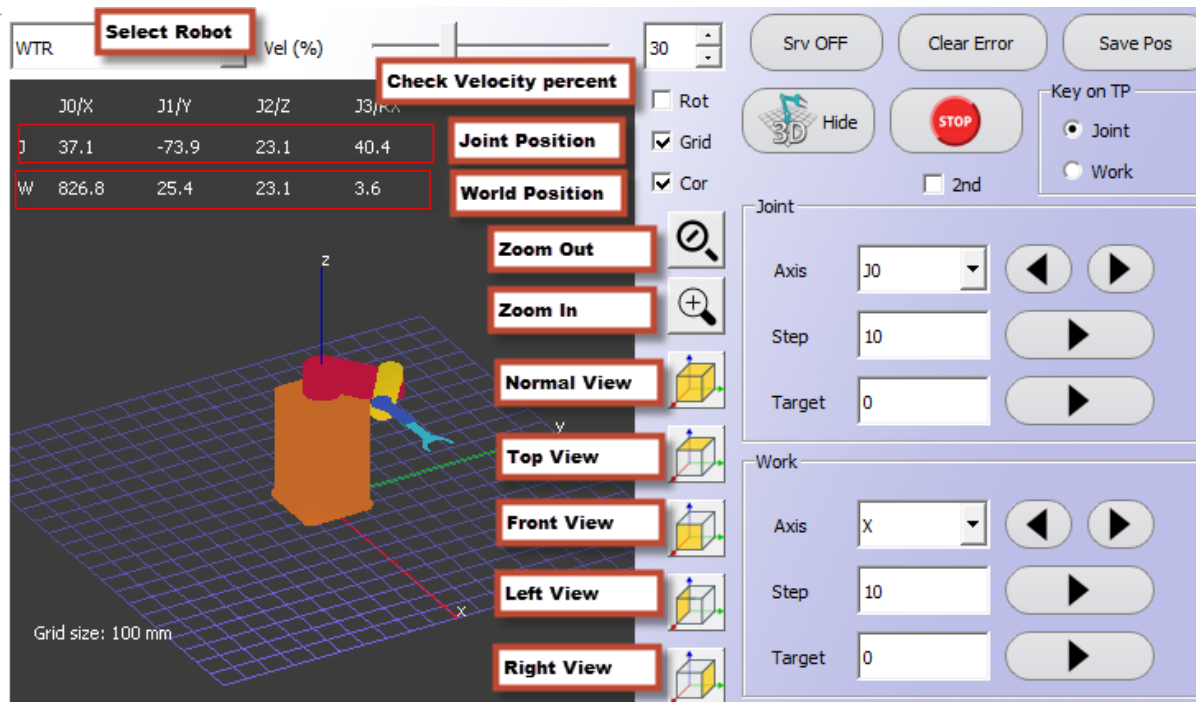 WTR
Select Robot
Vel (%)
30
Srv OFF
Clear Error
Save Pos
Check Velocity percent
J0/X J1/Y J2/Z J3/RX
J 37.1 -73.9 23.1 40.4
Joint Position
W 826.8 25.4 23.1 3.6
World Position
Rot
Grid
Cor
3D Hide
STOP
2nd
Key on TP
Joint
Work
Zoom Out
Zoom In
Normal View
Top View
Front View
Left View
Right View
z
y
x
Grid size: 100 mm
Joint
Axis J0
Step 10
Target 0
Work
Axis X
Step 10
Target 0